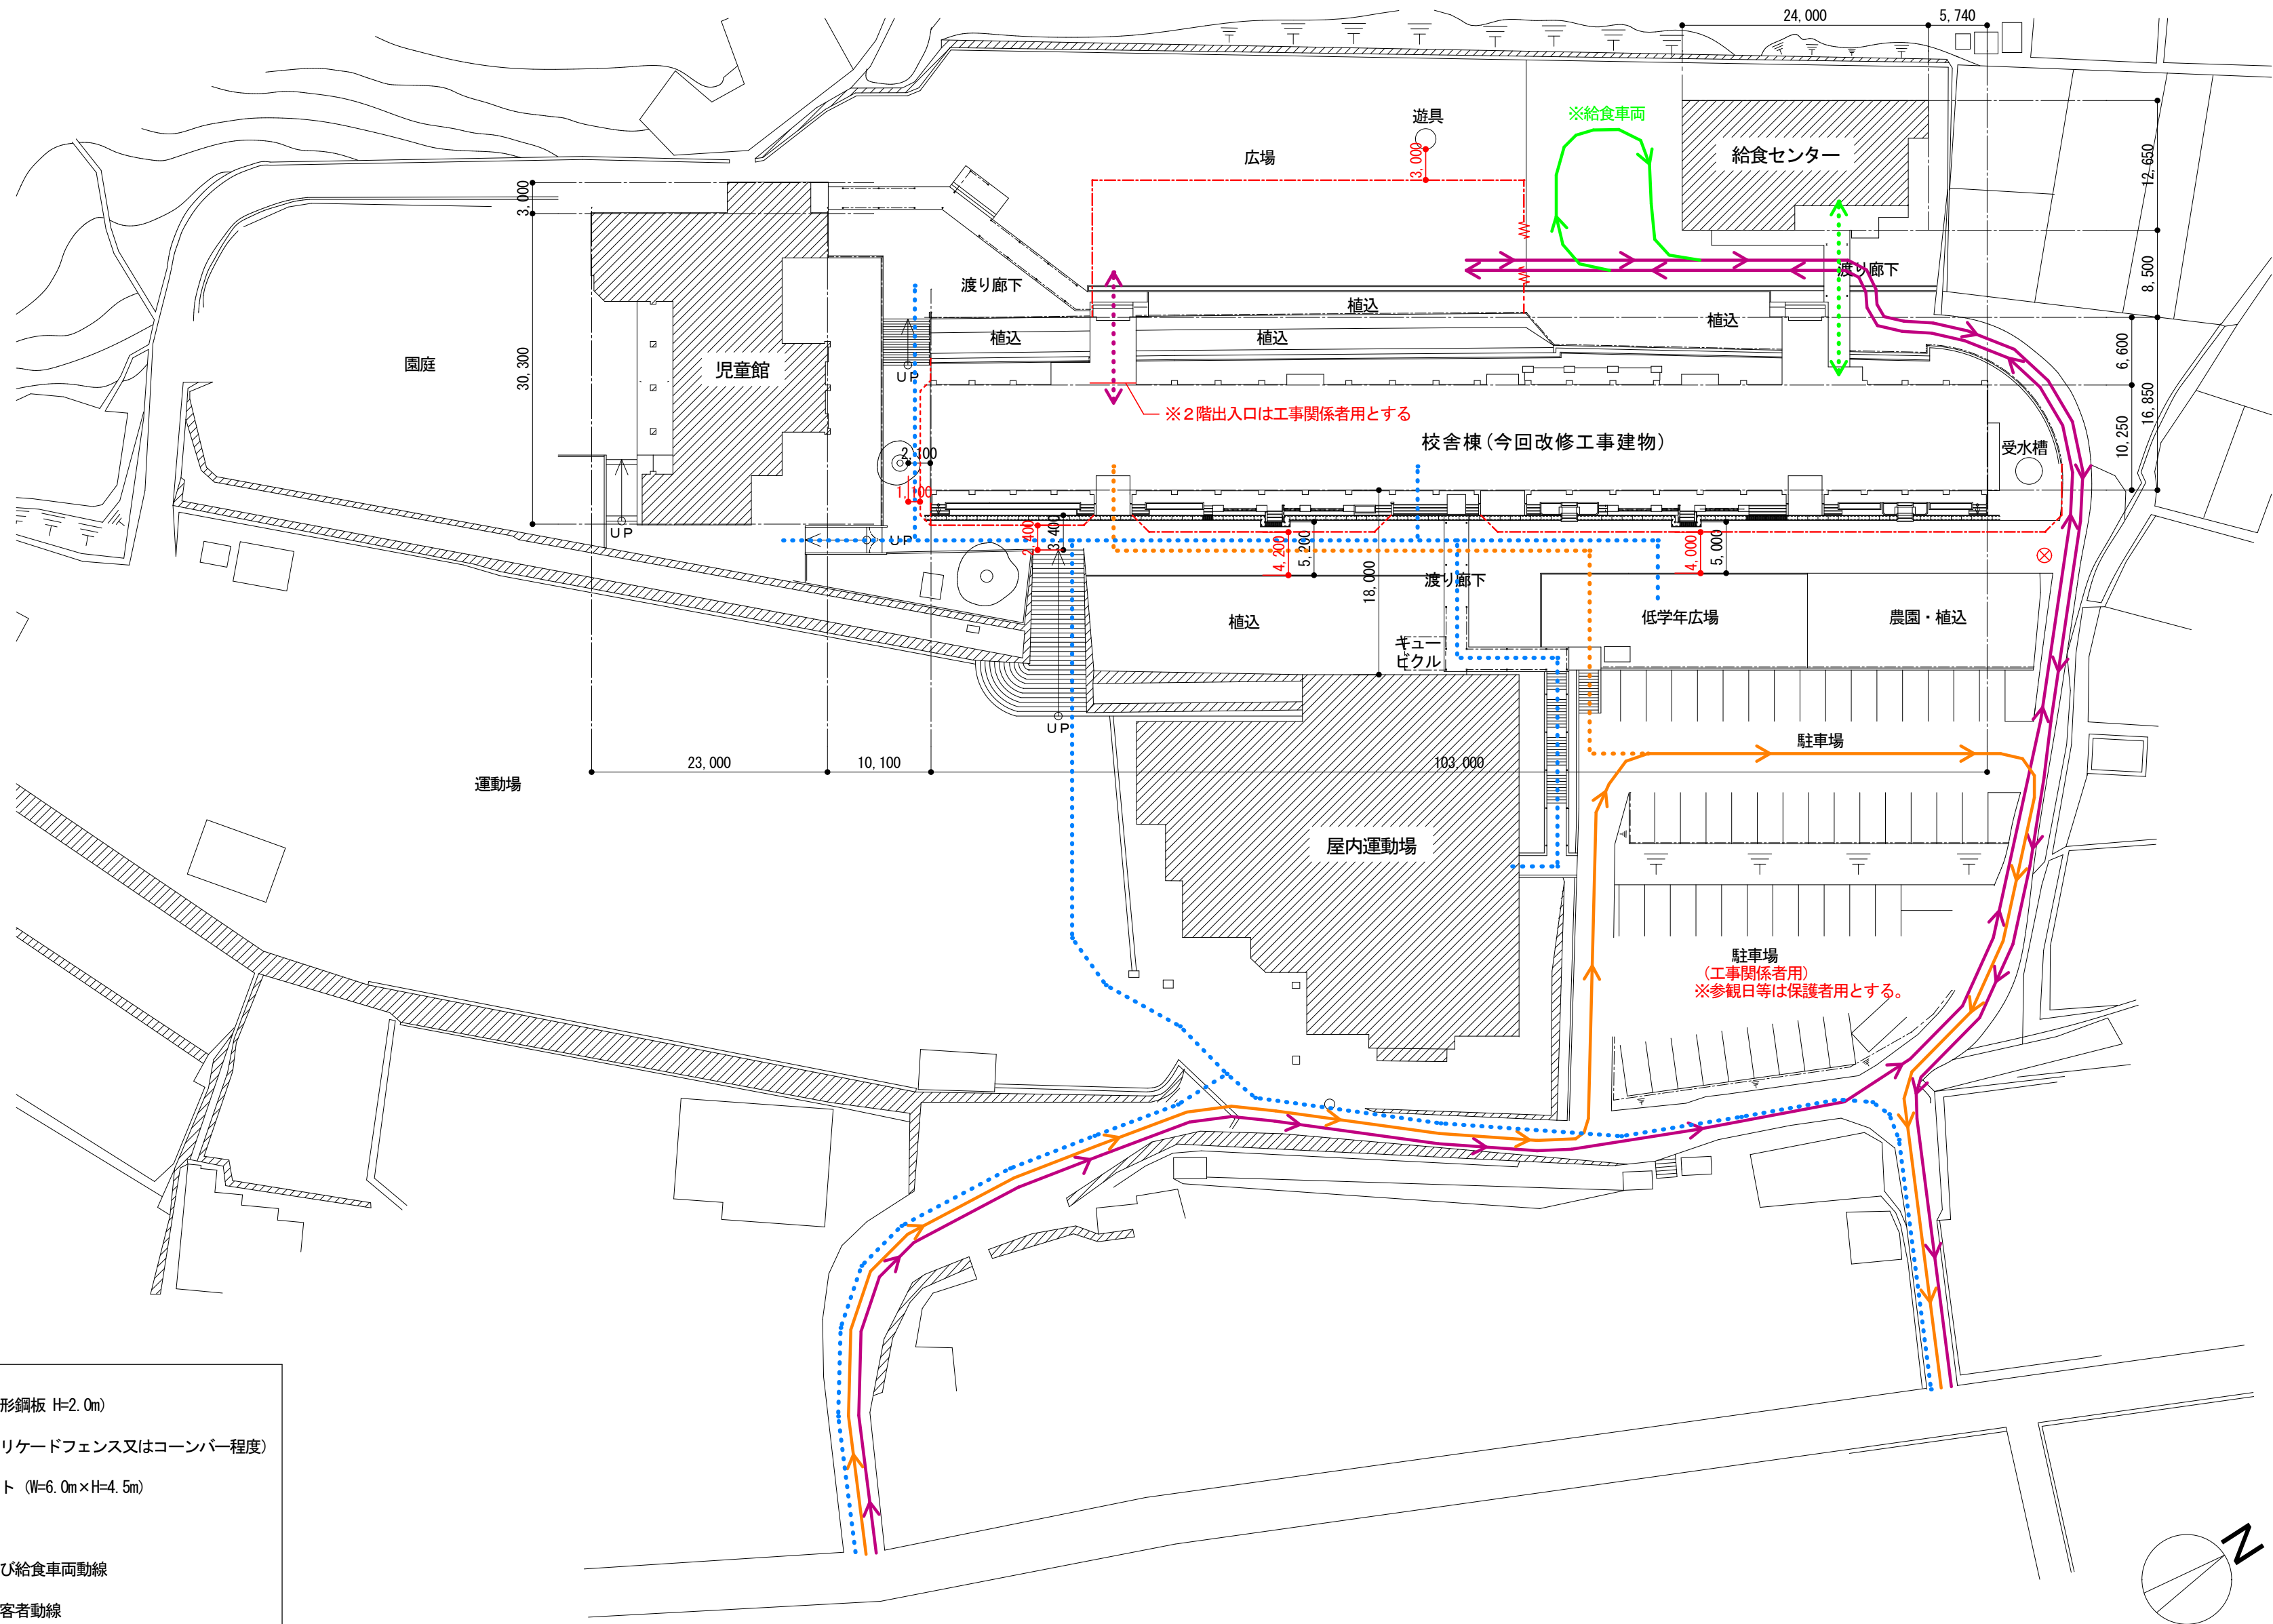 24,000
5,740
※給食車両
遊具
3,000
広場
給食センター
12,650
3,000
8,500
渡り廊下
渡り廊下
植込
植込
植込
植込
6,600
園庭
児童館
30,300
UP
16,850
※2階出入口は工事関係者用とする
校舎棟(今回改修工事建物)
10,250
受水槽
2,100
1,100
UP
UP
2,400
3,400
4,200
5,200
18,000
4,000
5,000
渡り廊下
植込
低学年広場
農園・植込
キュー
ビクル
UP
駐車場
23,000
10,100
103,000
運動場
屋内運動場
駐車場
(工事関係者用)
※参観日等は保護者用とする。
形鋼板 H=2.0m)
リケードフェンス又はコーンバー程度)
ト (W=6.0m×H=4.5m)
び給食車両動線
客者動線
N